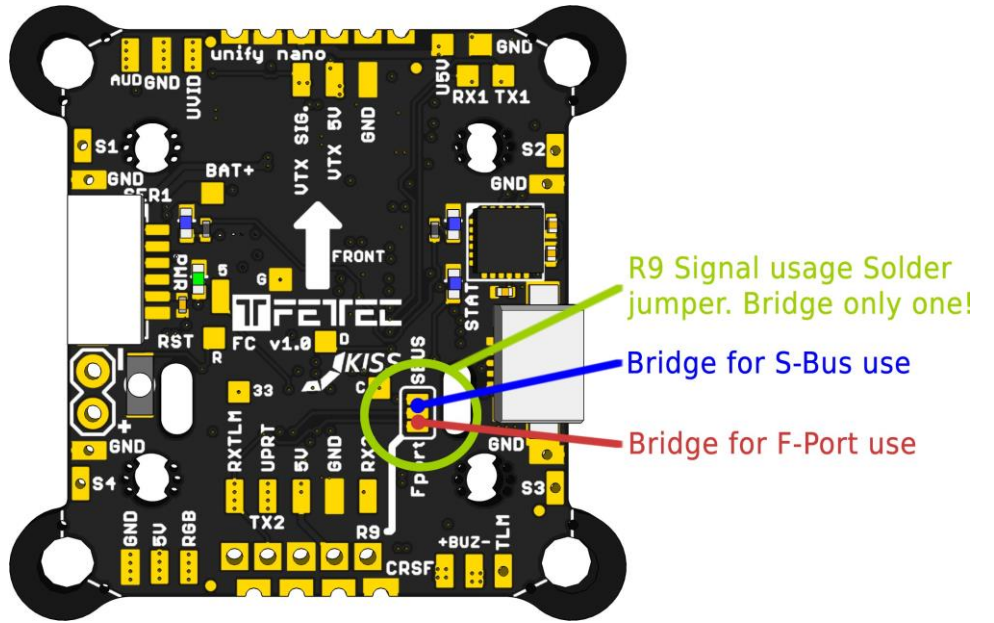 unify nano
AUD
GND
UVID
U5V
GND
RX1
TX1
VTX SIG.
VTX 5V
GND
S1
GND
SER1
BAT+
S2
GND
FRONT
PWR
5
G
STAT
FETTEC
FC v1.0
RST
R
D
KISS
33
C
SBUS
Fport
R9 Signal usage Solder
jumper. Bridge only one!
Bridge for S-Bus use
Bridge for F-Port use
-
+
GND
S4
RXTLM
UPRT
5V
GND
TX2
R9
GND
S3
GND
5V
RGB
CRSF
+BUZ-
TLM